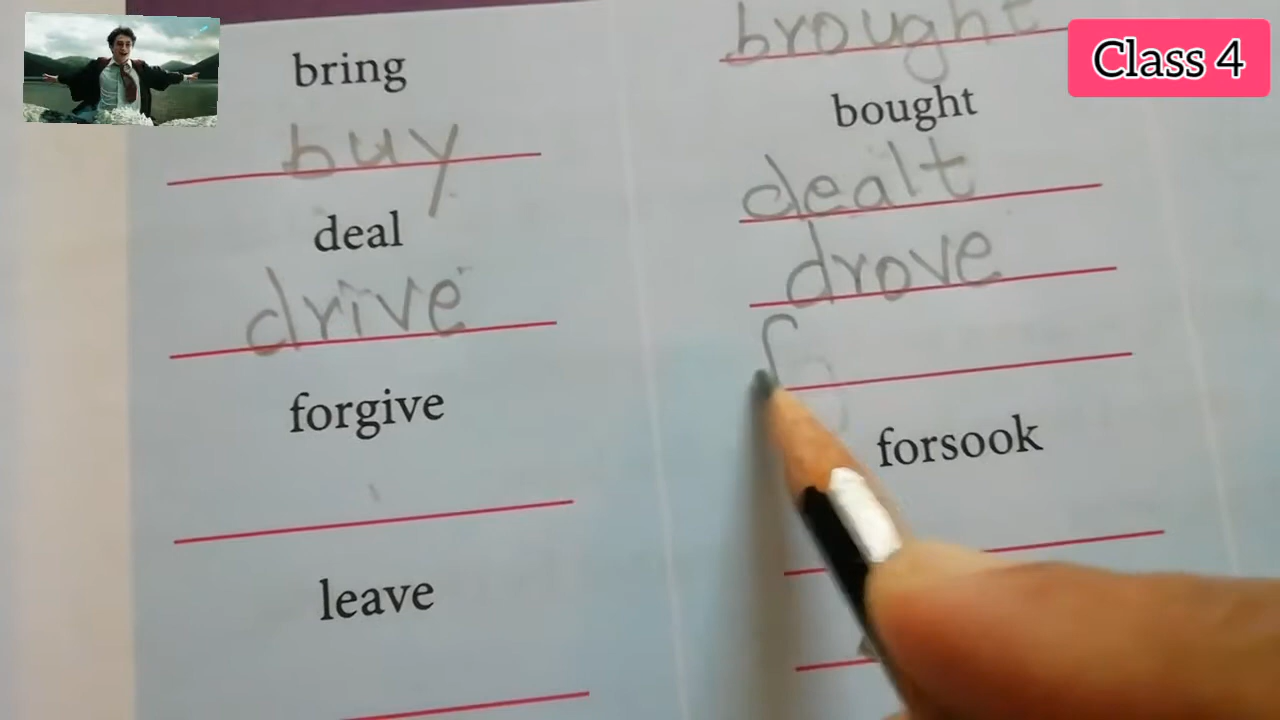 bring brought
buy bought
deal dealt
drive drove
forgive f
forsook
leave
Class 4